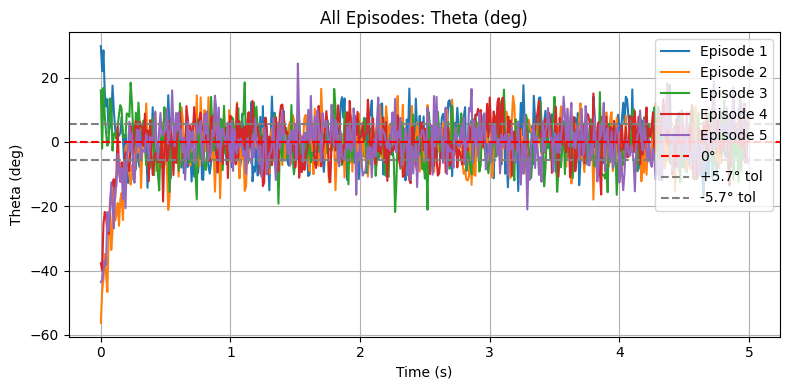 All Episodes: Theta (deg)
Theta (deg)
20
0
−20
−40
−60
0
1
2
3
4
5
Time (s)
Episode 1
Episode 2
Episode 3
Episode 4
Episode 5
0°
+5.7° tol
-5.7° tol